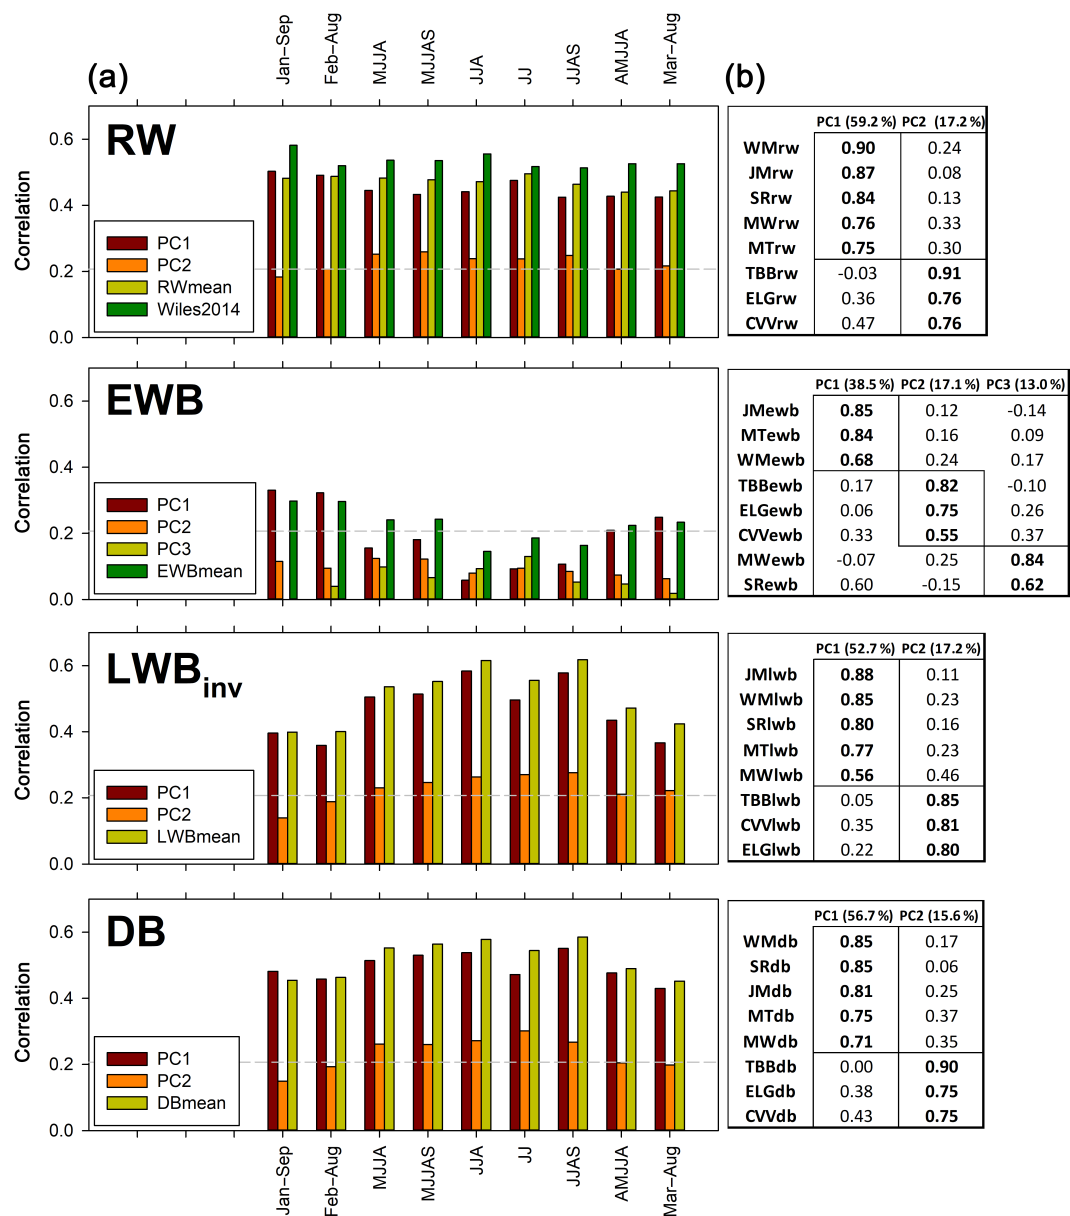 Jan–Sep
Feb–Aug
MJJA
MJJAS
JJA
JJ
JJAS
AMJJA
Mar–Aug
(a)
(b)
RW
Correlation
0.6
0.4
0.2
0.0
PC1
PC2
RWmean
Wiles2014
PC1 (59.2 %) PC2 (17.2 %)
WMrw 0.90 0.24
JMrw 0.87 0.08
SRrw 0.84 0.13
MWrw 0.76 0.33
MTrw 0.75 0.30
TBBrw -0.03 0.91
ELGrw 0.36 0.76
CVVrw 0.47 0.76
EWB
Correlation
0.6
0.4
0.2
0.0
PC1
PC2
PC3
EWBmean
PC1 (38.5 %) PC2 (17.1 %) PC3 (13.0 %)
JMewb 0.85 0.12 -0.14
MTewb 0.84 0.16 0.09
WMewb 0.68 0.24 0.17
TBBewb 0.17 0.82 -0.10
ELGewb 0.06 0.75 0.26
CVVewb 0.33 0.55 0.37
MWewb -0.07 0.25 0.84
SRewb 0.60 -0.15 0.62
LWBinv
Correlation
0.6
0.4
0.2
0.0
PC1
PC2
LWBmean
PC1 (52.7 %) PC2 (17.2 %)
JMlwb 0.88 0.11
WMlwb 0.85 0.23
SRlwb 0.80 0.16
MTlwb 0.77 0.23
MWlwb 0.56 0.46
TBBlwb 0.05 0.85
CVVlwb 0.35 0.81
ELGlwb 0.22 0.80
DB
Correlation
0.6
0.4
0.2
0.0
PC1
PC2
DBmean
PC1 (56.7 %) PC2 (15.6 %)
WMdb 0.85 0.17
SRdb 0.85 0.06
JMdb 0.81 0.25
MTdb 0.75 0.37
MWdb 0.71 0.35
TBBdb 0.00 0.90
ELGdb 0.38 0.75
CVVdb 0.43 0.75
Jan–Sep
Feb–Aug
MJJA
MJJAS
JJA
JJ
JJAS
AMJJA
Mar–Aug